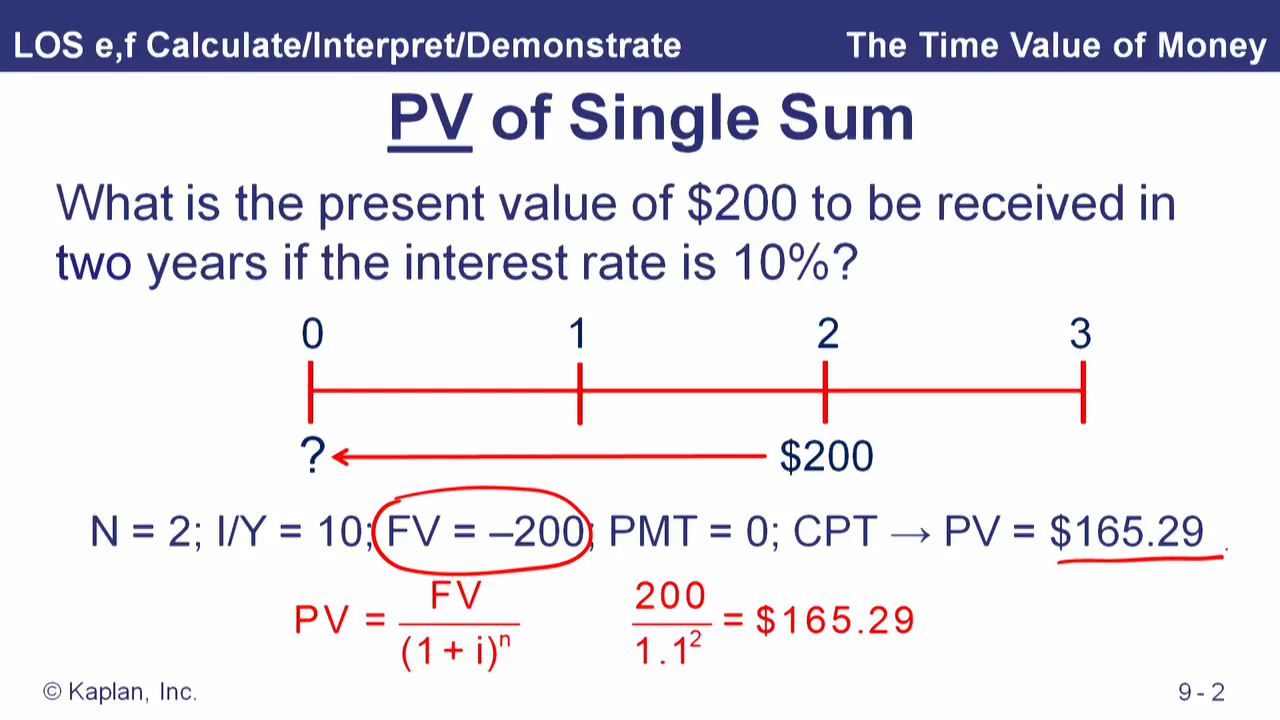 LOS e,f Calculate/Interpret/Demonstrate The Time Value of Money
PV of Single Sum
What is the present value of $200 to be received in
two years if the interest rate is 10%?
0 1 2 3
? $200
N = 2; I/Y = 10; FV = –200; PMT = 0; CPT → PV = $165.29
PV = FV / (1 + i)ⁿ 200 / 1.1² = $165.29
© Kaplan, Inc. 9 - 2